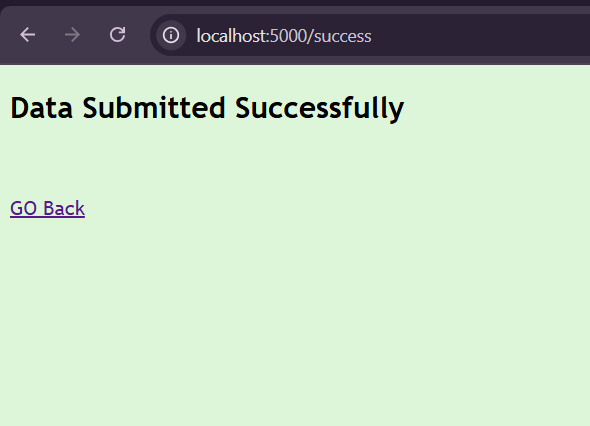 localhost:5000/success
Data Submitted Successfully
GO Back